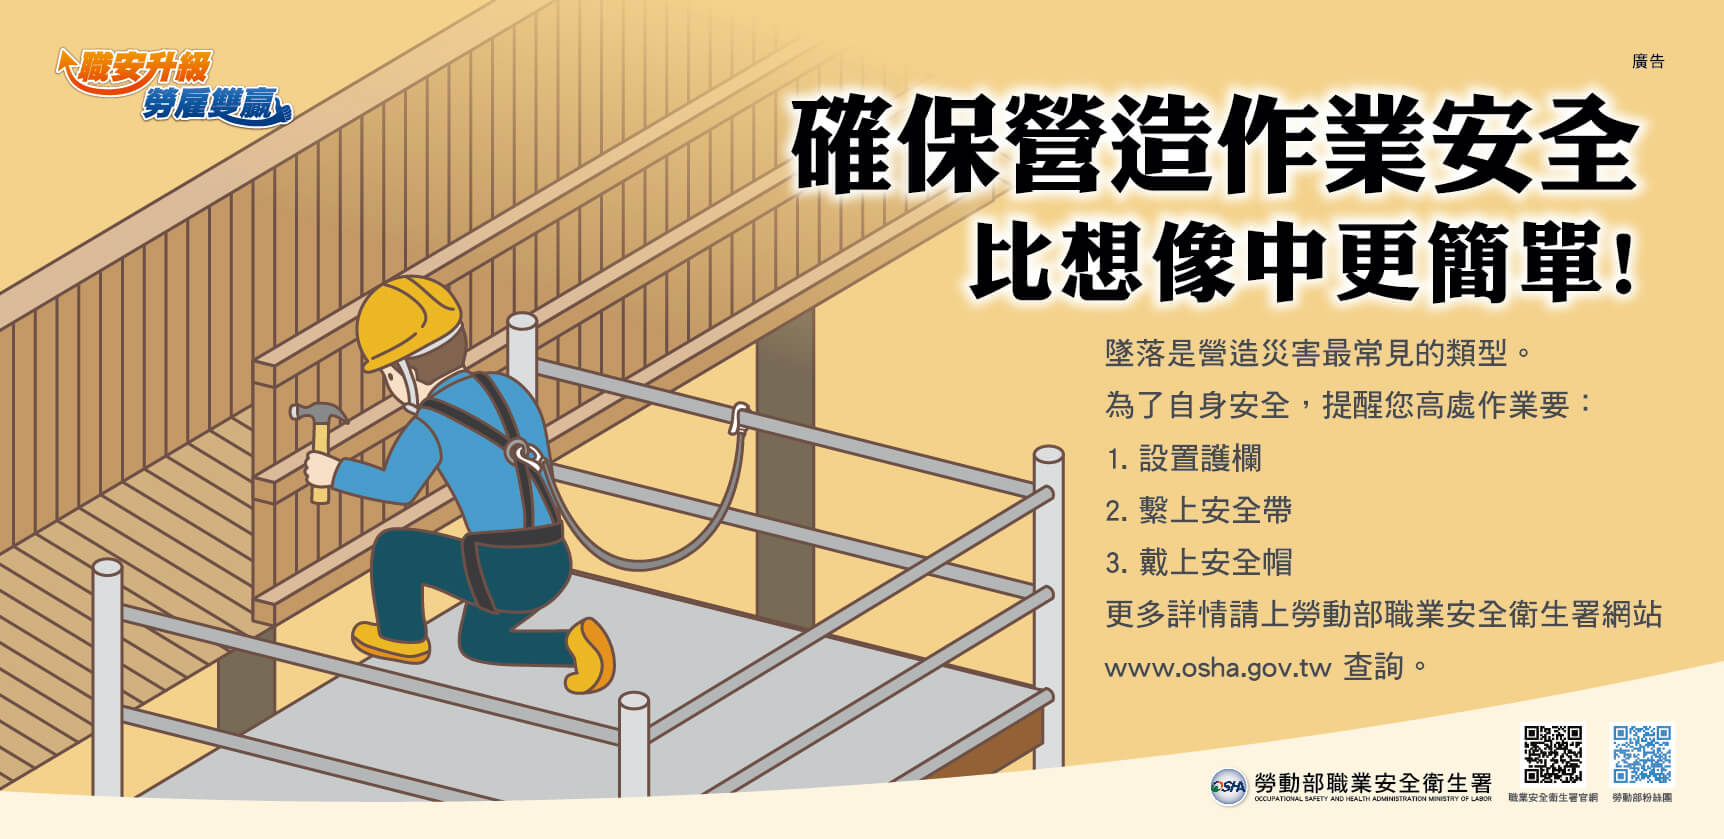 職安升級
勞雇雙贏
廣告
確保營造作業安全
比想像中更簡單!
墜落是營造災害最常見的類型。
為了自身安全,提醒您高處作業要:
1. 設置護欄
2. 繫上安全帶
3. 戴上安全帽
更多詳情請上勞動部職業安全衛生署網站
www.osha.gov.tw 查詢。
OSHA 勞動部職業安全衛生署
OCCUPATIONAL SAFETY AND HEALTH ADMINISTRATION MINISTRY OF LABOR
職業安全衛生署官網 勞動部粉絲團